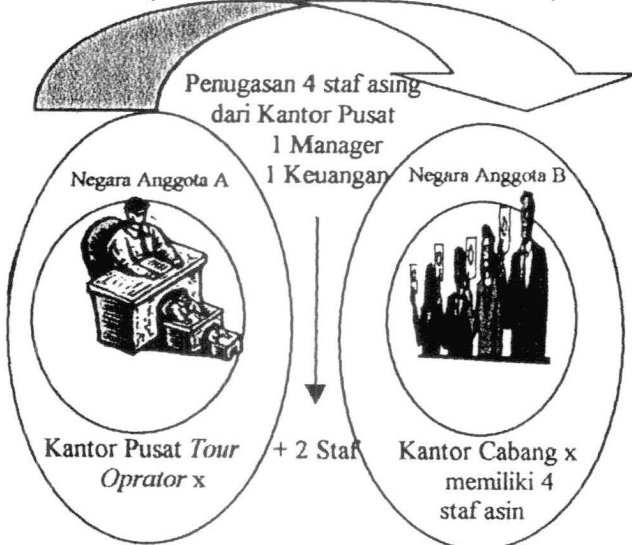 Penugasan 4 staf asing
dari Kantor Pusat
1 Manager
1 Keuangan
Negara Anggota A
Negara Anggota B
Kantor Pusat Tour
Oprator x
+ 2 Staf
Kantor Cabang x
memiliki 4
staf asin